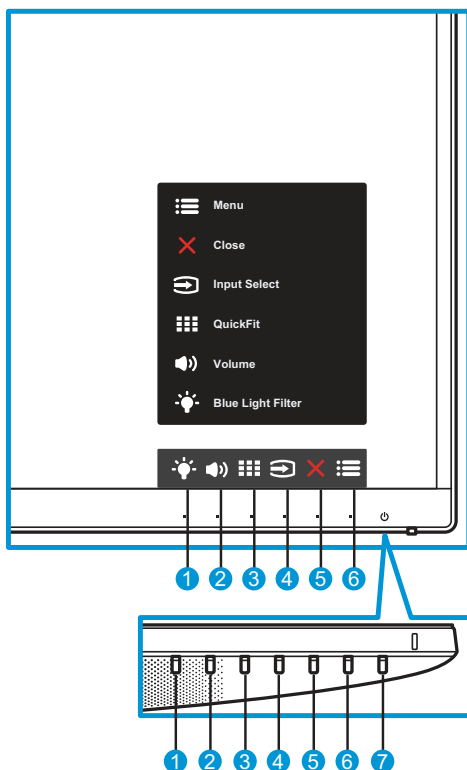 Menu
Close
Input Select
QuickFit
Volume
Blue Light Filter
1 2 3 4 5 6
1 2 3 4 5 6 7